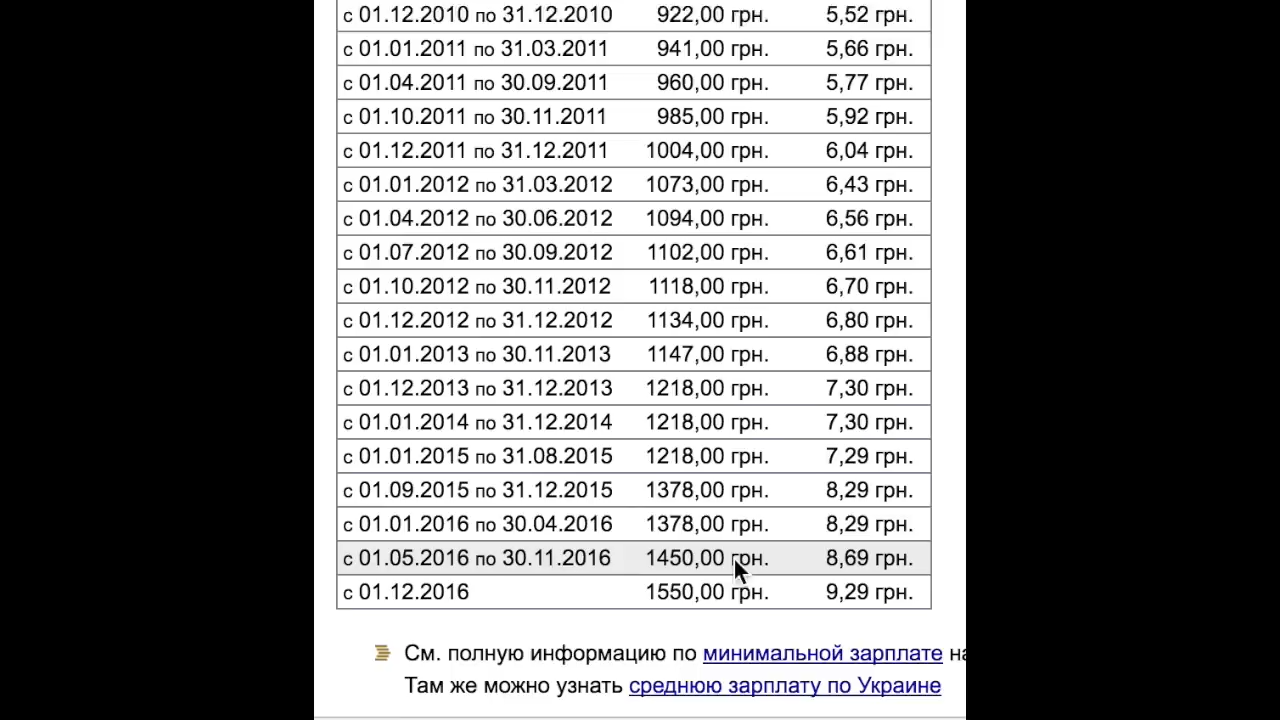 с 01.12.2010 по 31.12.2010 922,00 грн. 5,52 грн.
с 01.01.2011 по 31.03.2011 941,00 грн. 5,66 грн.
с 01.04.2011 по 30.09.2011 960,00 грн. 5,77 грн.
с 01.10.2011 по 30.11.2011 985,00 грн. 5,92 грн.
с 01.12.2011 по 31.12.2011 1004,00 грн. 6,04 грн.
с 01.01.2012 по 31.03.2012 1073,00 грн. 6,43 грн.
с 01.04.2012 по 30.06.2012 1094,00 грн. 6,56 грн.
с 01.07.2012 по 30.09.2012 1102,00 грн. 6,61 грн.
с 01.10.2012 по 30.11.2012 1118,00 грн. 6,70 грн.
с 01.12.2012 по 31.12.2012 1134,00 грн. 6,80 грн.
с 01.01.2013 по 30.11.2013 1147,00 грн. 6,88 грн.
с 01.12.2013 по 31.12.2013 1218,00 грн. 7,30 грн.
с 01.01.2014 по 31.12.2014 1218,00 грн. 7,30 грн.
с 01.01.2015 по 31.08.2015 1218,00 грн. 7,29 грн.
с 01.09.2015 по 31.12.2015 1378,00 грн. 8,29 грн.
с 01.01.2016 по 30.04.2016 1378,00 грн. 8,29 грн.
с 01.05.2016 по 30.11.2016 1450,00 грн. 8,69 грн.
с 01.12.2016 1550,00 грн. 9,29 грн.
См. полную информацию по минимальной зарплате на
Там же можно узнать среднюю зарплату по Украине